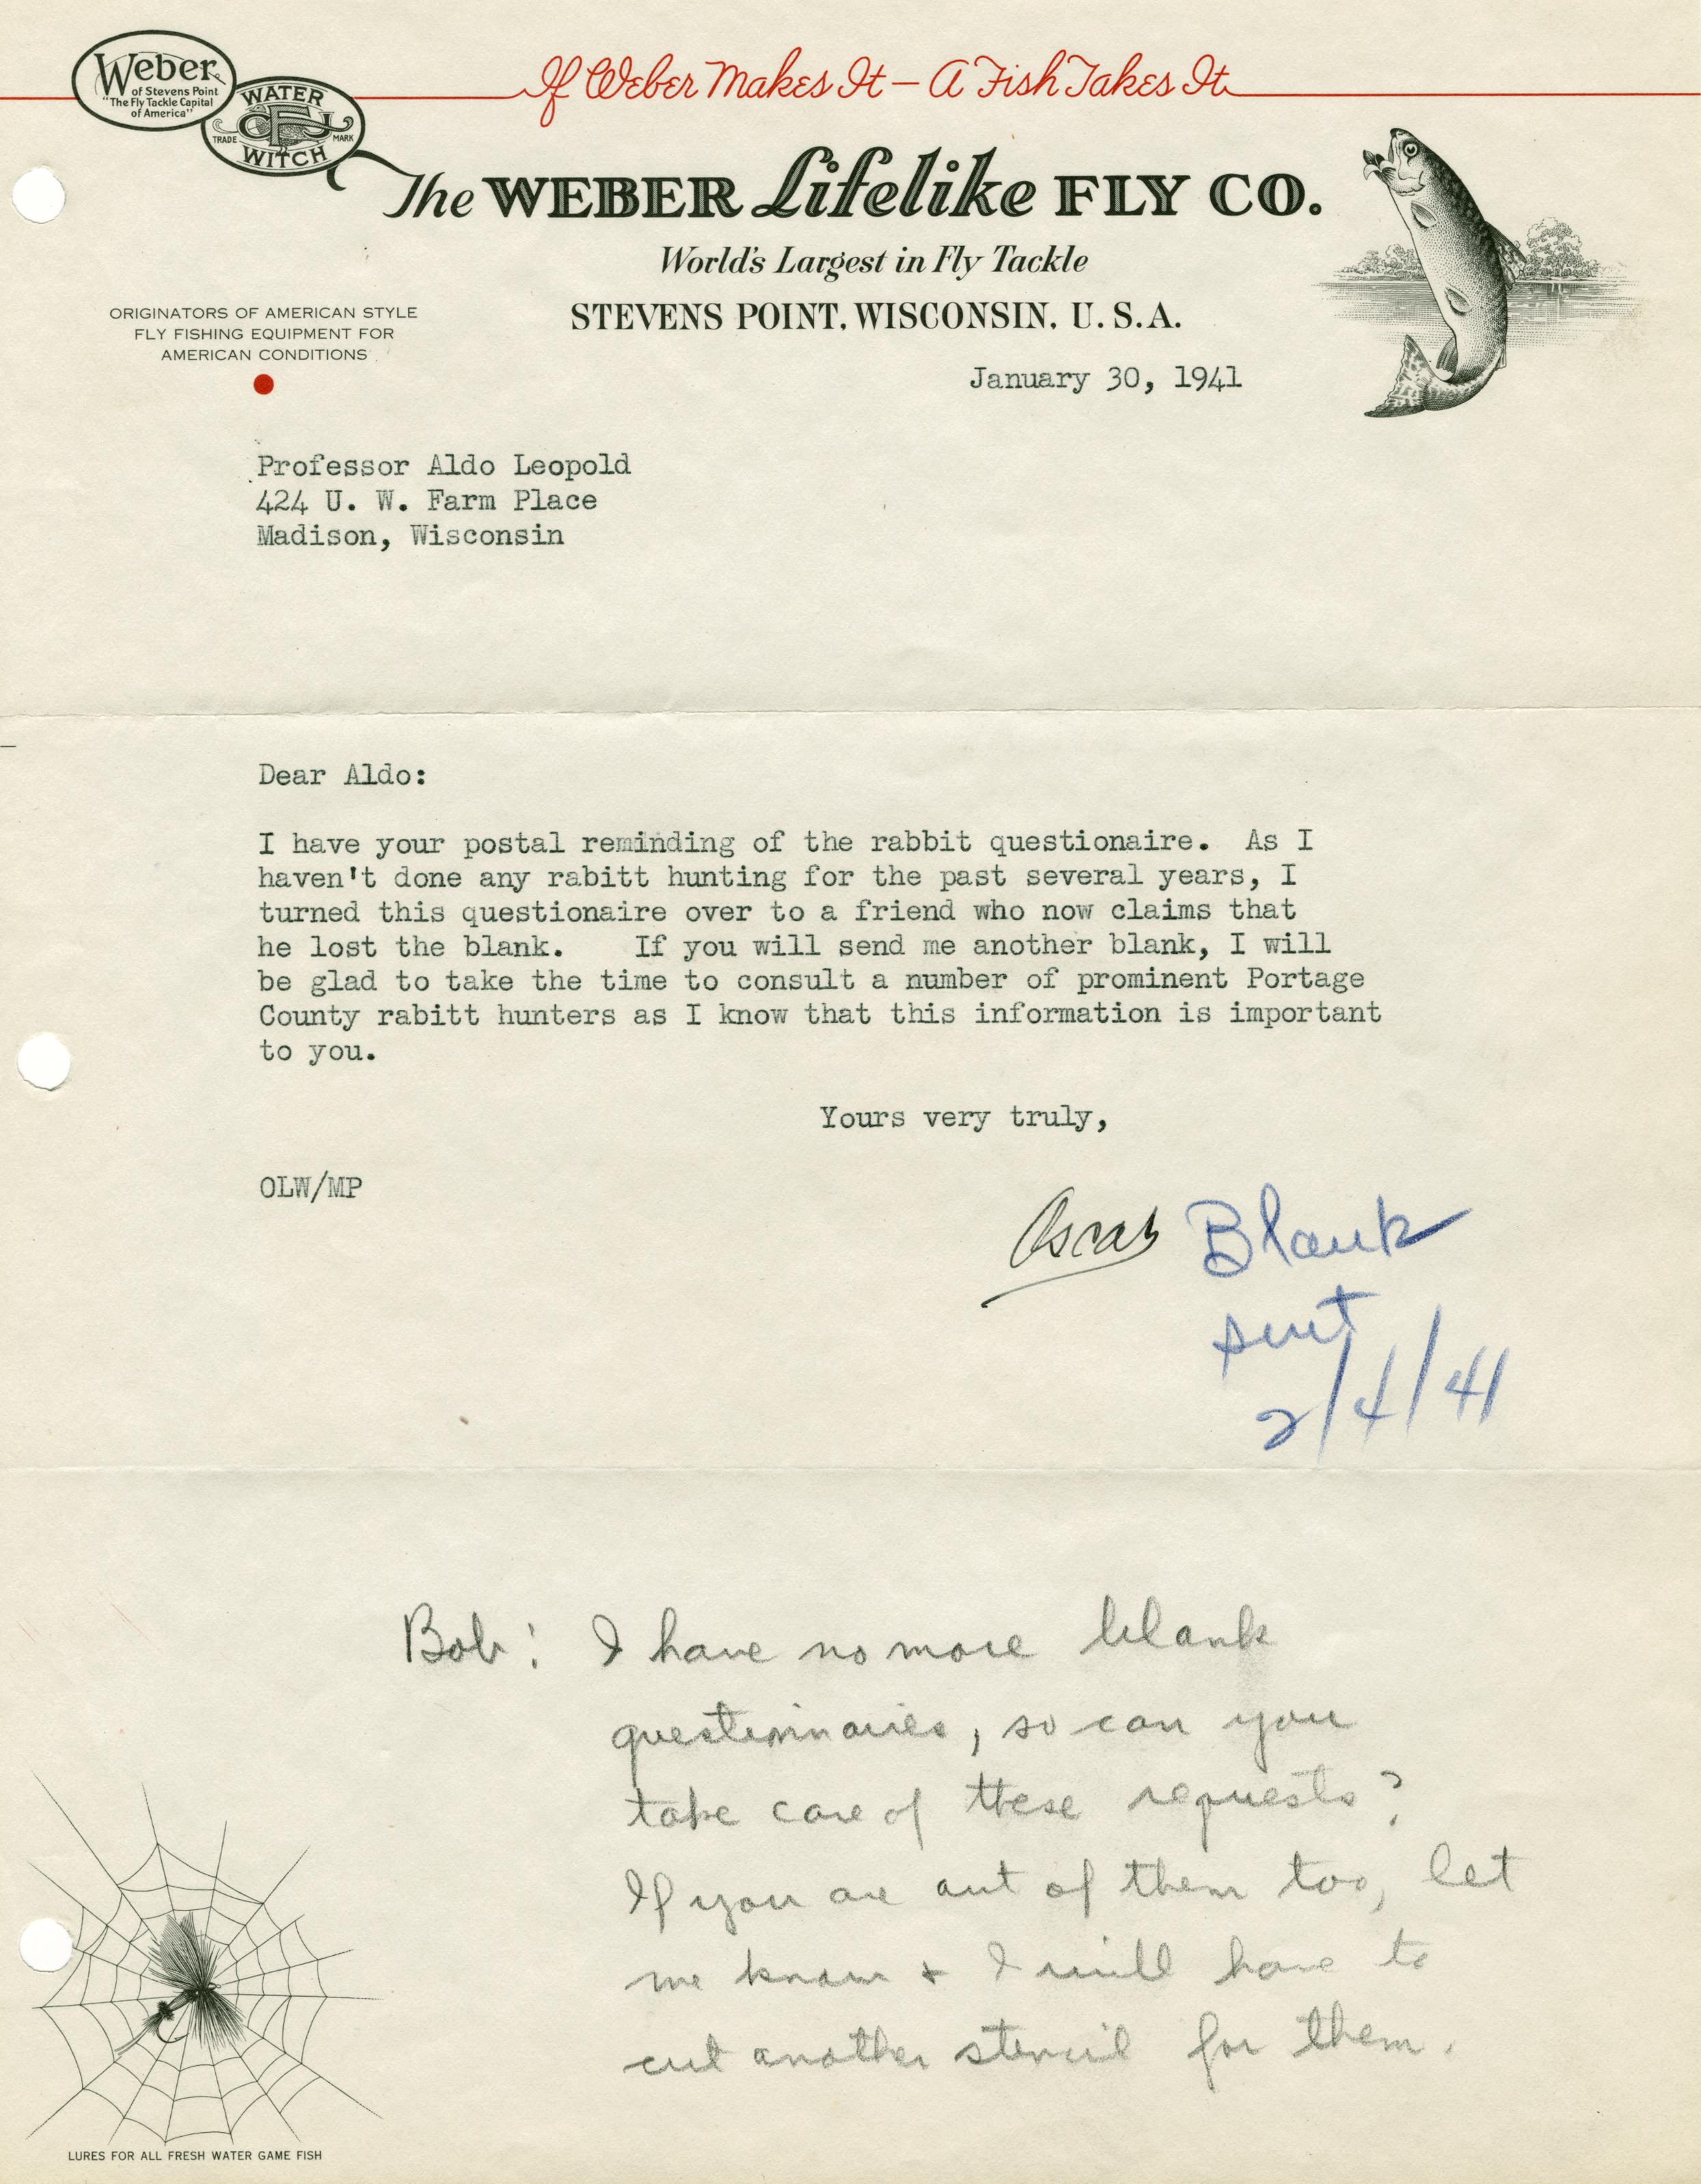 Weber
of Stevens Point
"The Fly Tackle Capital
of America"
WATER
TRADE MARK
WITCH
If Weber Makes It — A Fish Takes It
The WEBER Lifelike FLY CO.
World's Largest in Fly Tackle
STEVENS POINT, WISCONSIN, U.S.A.
ORIGINATORS OF AMERICAN STYLE
FLY FISHING EQUIPMENT FOR
AMERICAN CONDITIONS
January 30, 1941
Professor Aldo Leopold
424 U. W. Farm Place
Madison, Wisconsin
Dear Aldo:
I have your postal reminding of the rabbit questionaire. As I
haven't done any rabitt hunting for the past several years, I
turned this questionaire over to a friend who now claims that
he lost the blank. If you will send me another blank, I will
be glad to take the time to consult a number of prominent Portage
County rabitt hunters as I know that this information is important
to you.
Yours very truly,
OLW/MP
Oscar
Blank
sent
2/4/41
Bob: I have no more blank
questionnaires, so can you
take care of these requests?
If you are out of them too, let
me know & I will have to
cut another stencil for them.
LURES FOR ALL FRESH WATER GAME FISH